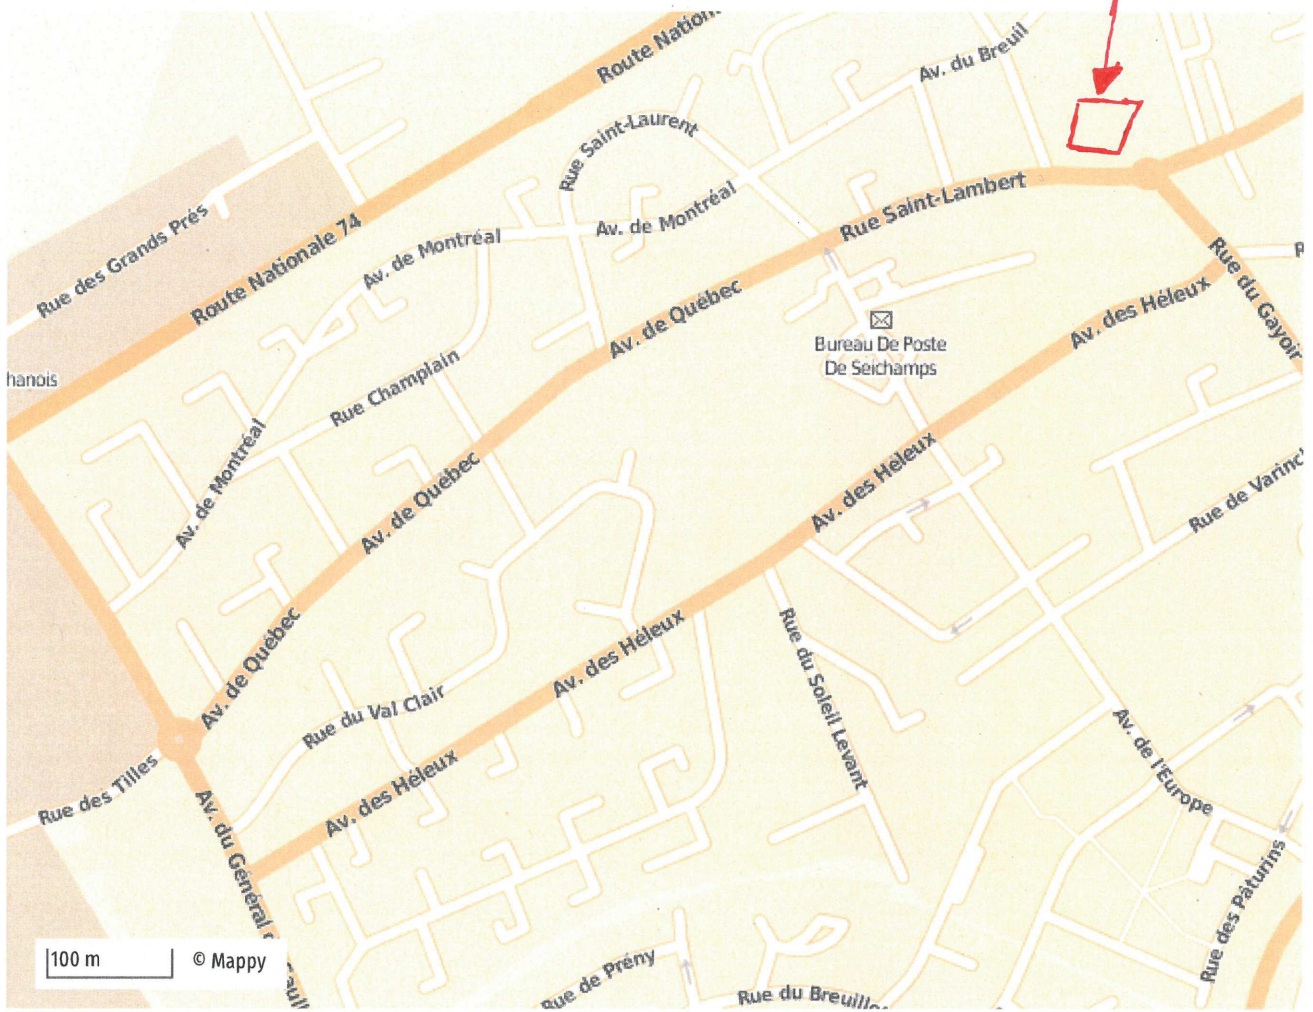 Route Nation
Av. du Breuil
Rue Saint-Laurent
Rue Saint-Lambert
Rue des Grands Prés
Route Nationale 74
Av. de Montréal
Av. de Montréal
Rue du Gayoir
Av. des Héleux
Av. de Québec
Bureau De Poste
De Seichamps
hanois
Rue Champlain
Av. de Montréal
Av. de Québec
Av. des Héleux
Rue de Varinc
Av. de Québec
Av. des Héleux
Rue du Soleil Levant
Rue du Val Clair
Av. de l'Europe
Rue des Tilles
Av. des Héleux
Av. du Général
Rue des Pâturins
100 m
© Mappy
Rue de Prény
Rue du Breuill